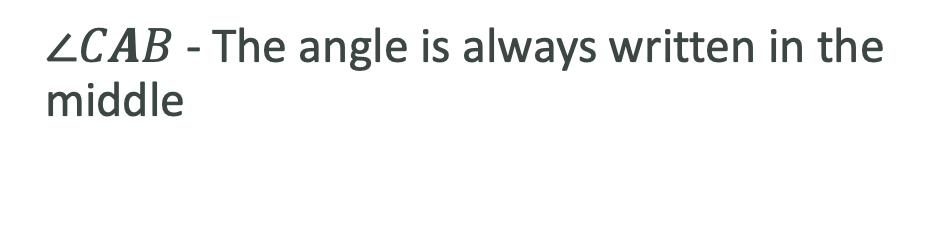 ∠CAB - The angle is always written in the
middle